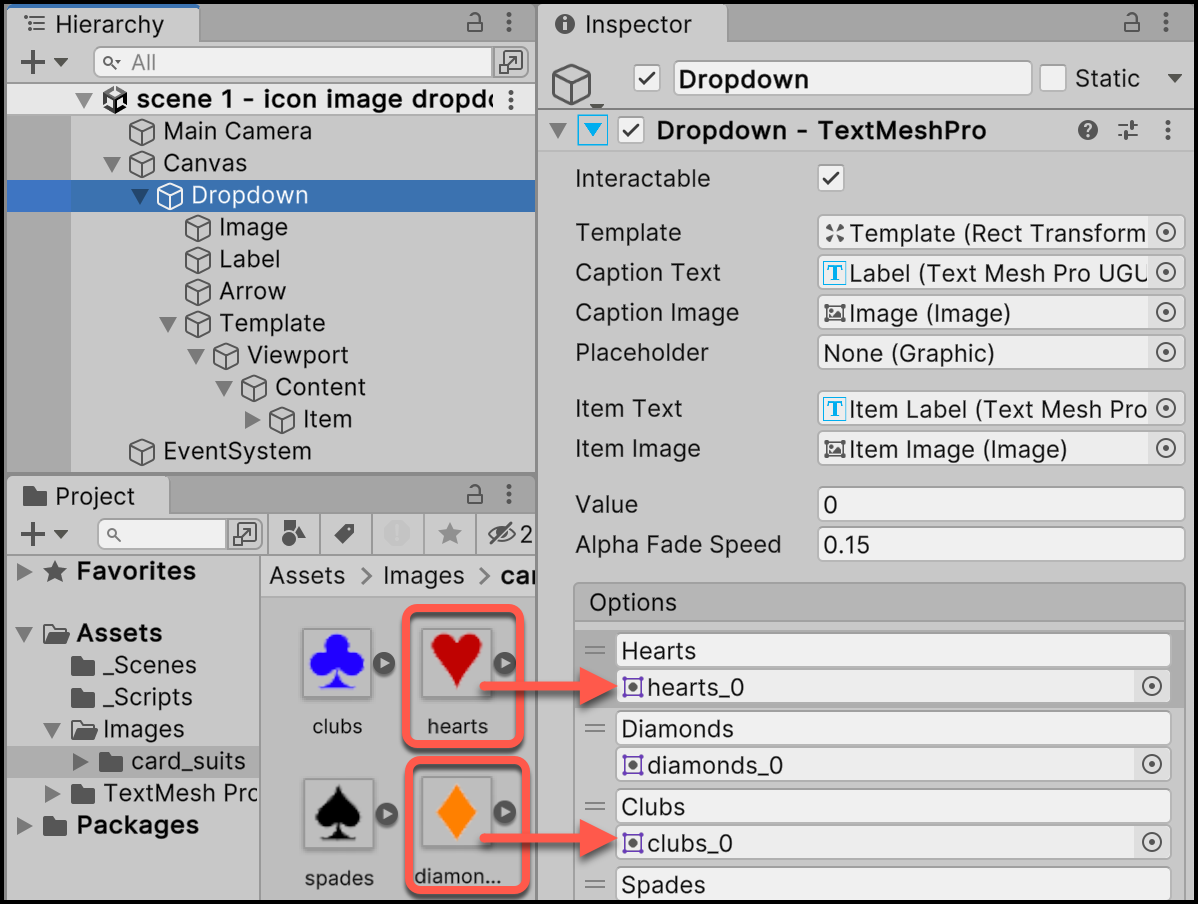 Hierarchy
All
scene 1 - icon image dropdo
Main Camera
Canvas
Dropdown
Image
Label
Arrow
Template
Viewport
Content
Item
EventSystem
Project
2
Favorites
Assets
_Scenes
_Scripts
Images
card_suits
TextMesh Pro
Packages
Assets > Images > car
clubs
hearts
spades
diamon...
Inspector
Dropdown
Static
Dropdown - TextMeshPro
Interactable
Template
Template (Rect Transform
Caption Text
T Label (Text Mesh Pro UGU
Caption Image
Image (Image)
Placeholder
None (Graphic)
Item Text
T Item Label (Text Mesh Pro
Item Image
Item Image (Image)
Value
0
Alpha Fade Speed
0.15
Options
Hearts
hearts_0
Diamonds
diamonds_0
Clubs
clubs_0
Spades